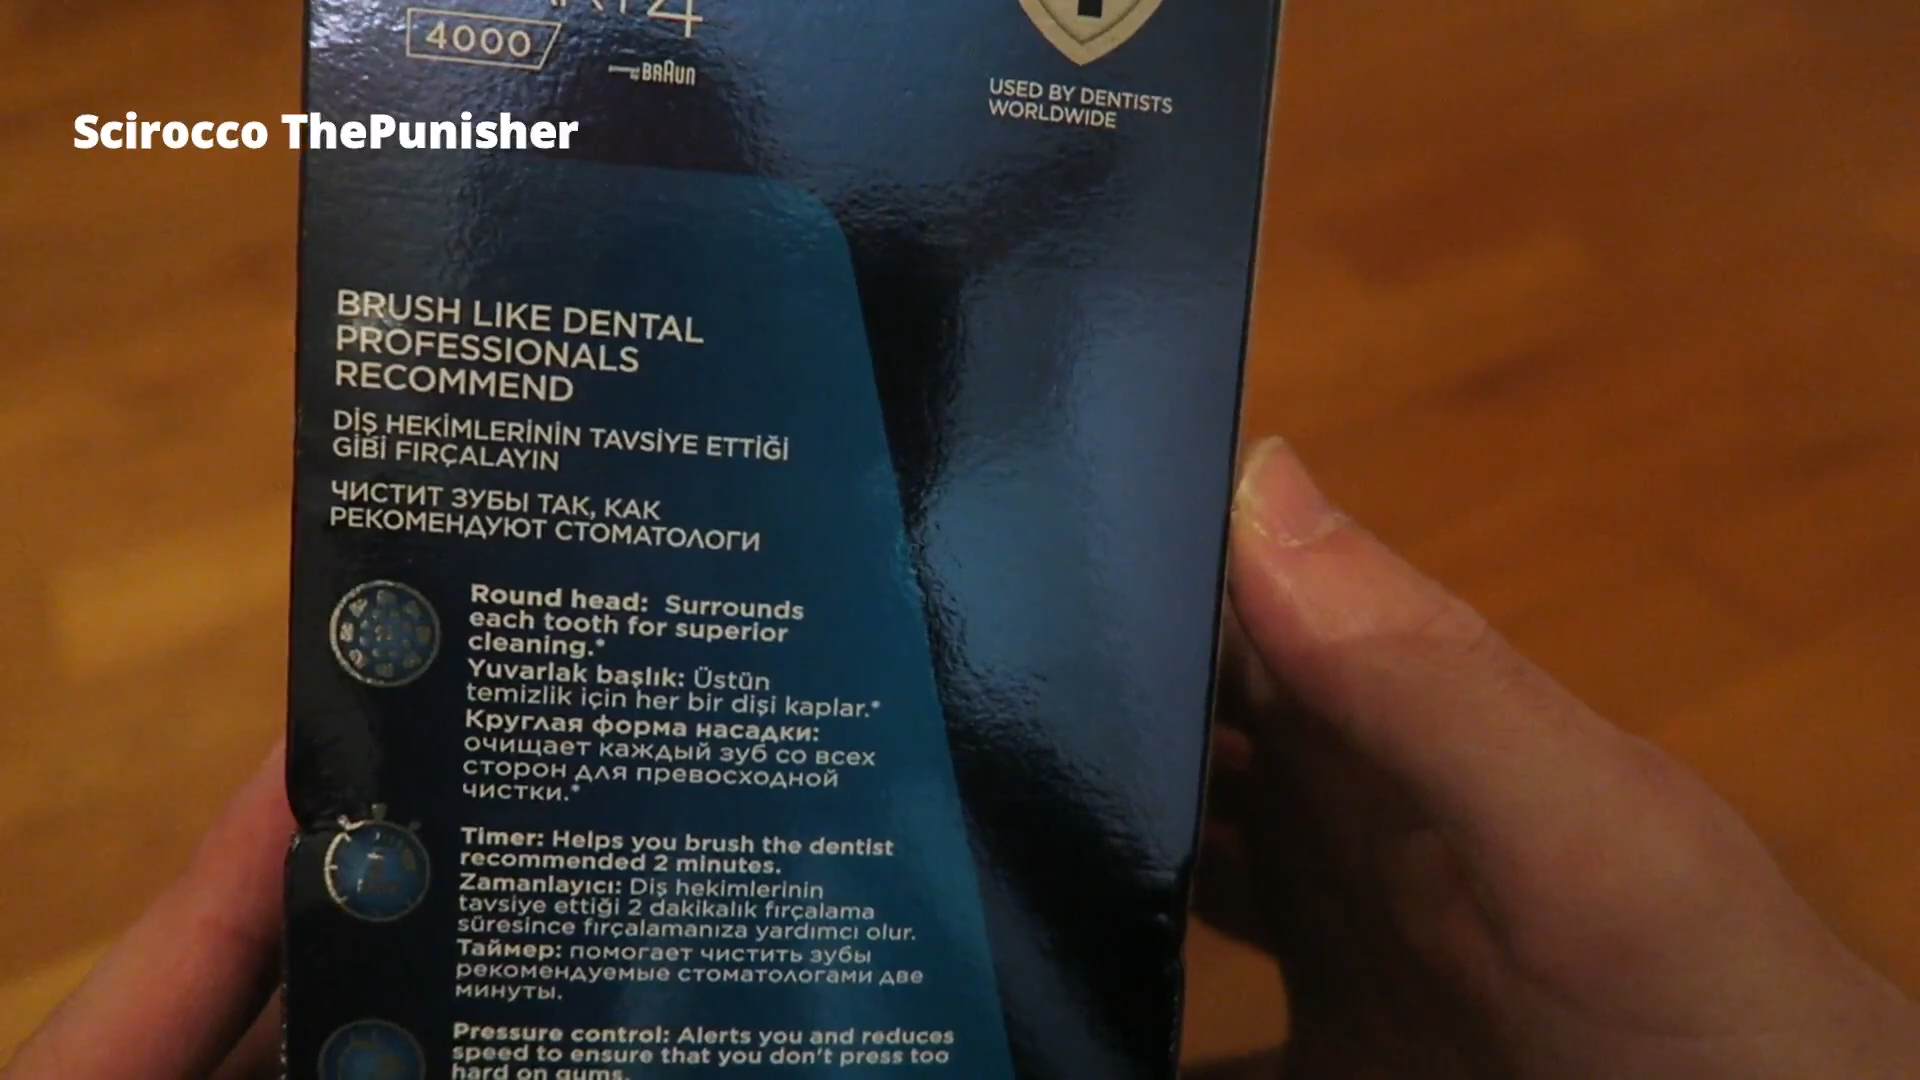 4000
BRAUN
USED BY DENTISTS
WORLDWIDE
Scirocco ThePunisher
BRUSH LIKE DENTAL
PROFESSIONALS
RECOMMEND
DİŞ HEKİMLERİNİN TAVSİYE ETTİĞİ
GİBİ FIRÇALAYIN
ЧИСТИТ ЗУБЫ ТАК, КАК
РЕКОМЕНДУЮТ СТОМАТОЛОГИ
Round head: Surrounds
each tooth for superior
cleaning.*
Yuvarlak başlık: Üstün
temizlik için her bir dişi kaplar.*
Круглая форма насадки:
очищает каждый зуб со всех
сторон для превосходной
чистки.*
Timer: Helps you brush the dentist
recommended 2 minutes.
Zamanlayıcı: Diş hekimlerinin
tavsiye ettiği 2 dakikalık fırçalama
süresince fırçalamanıza yardımcı olur.
Таймер: помогает чистить зубы
рекомендуемые стоматологами две
минуты.
Pressure control: Alerts you and reduces
speed to ensure that you don't press too
hard on gums.